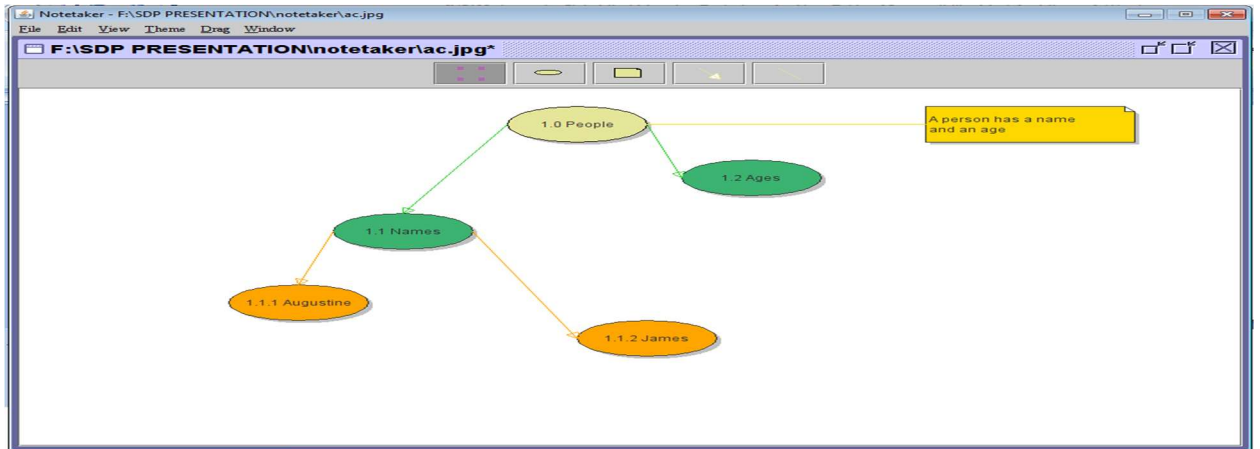 Notetaker - F:\SDP PRESENTATION\notetaker\ac.jpg
File Edit View Theme Drag Window
F:\SDP PRESENTATION\notetaker\ac.jpg*
1.0 People
A person has a name
and an age
1.2 Ages
1.1 Names
1.1.1 Augustine
1.1.2 James